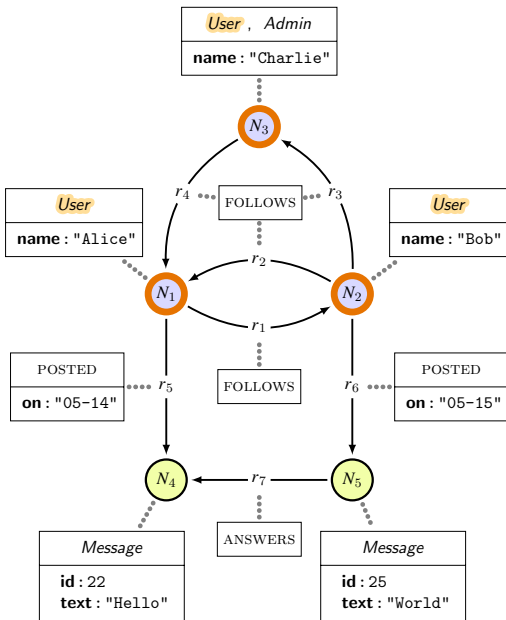 User , Admin
name : "Charlie"
N3
r4
FOLLOWS
r3
User
name : "Alice"
User
name : "Bob"
r2
N1
N2
r1
FOLLOWS
POSTED
on : "05-14"
r5
r6
POSTED
on : "05-15"
N4
r7
N5
ANSWERS
Message
id : 22
text : "Hello"
Message
id : 25
text : "World"